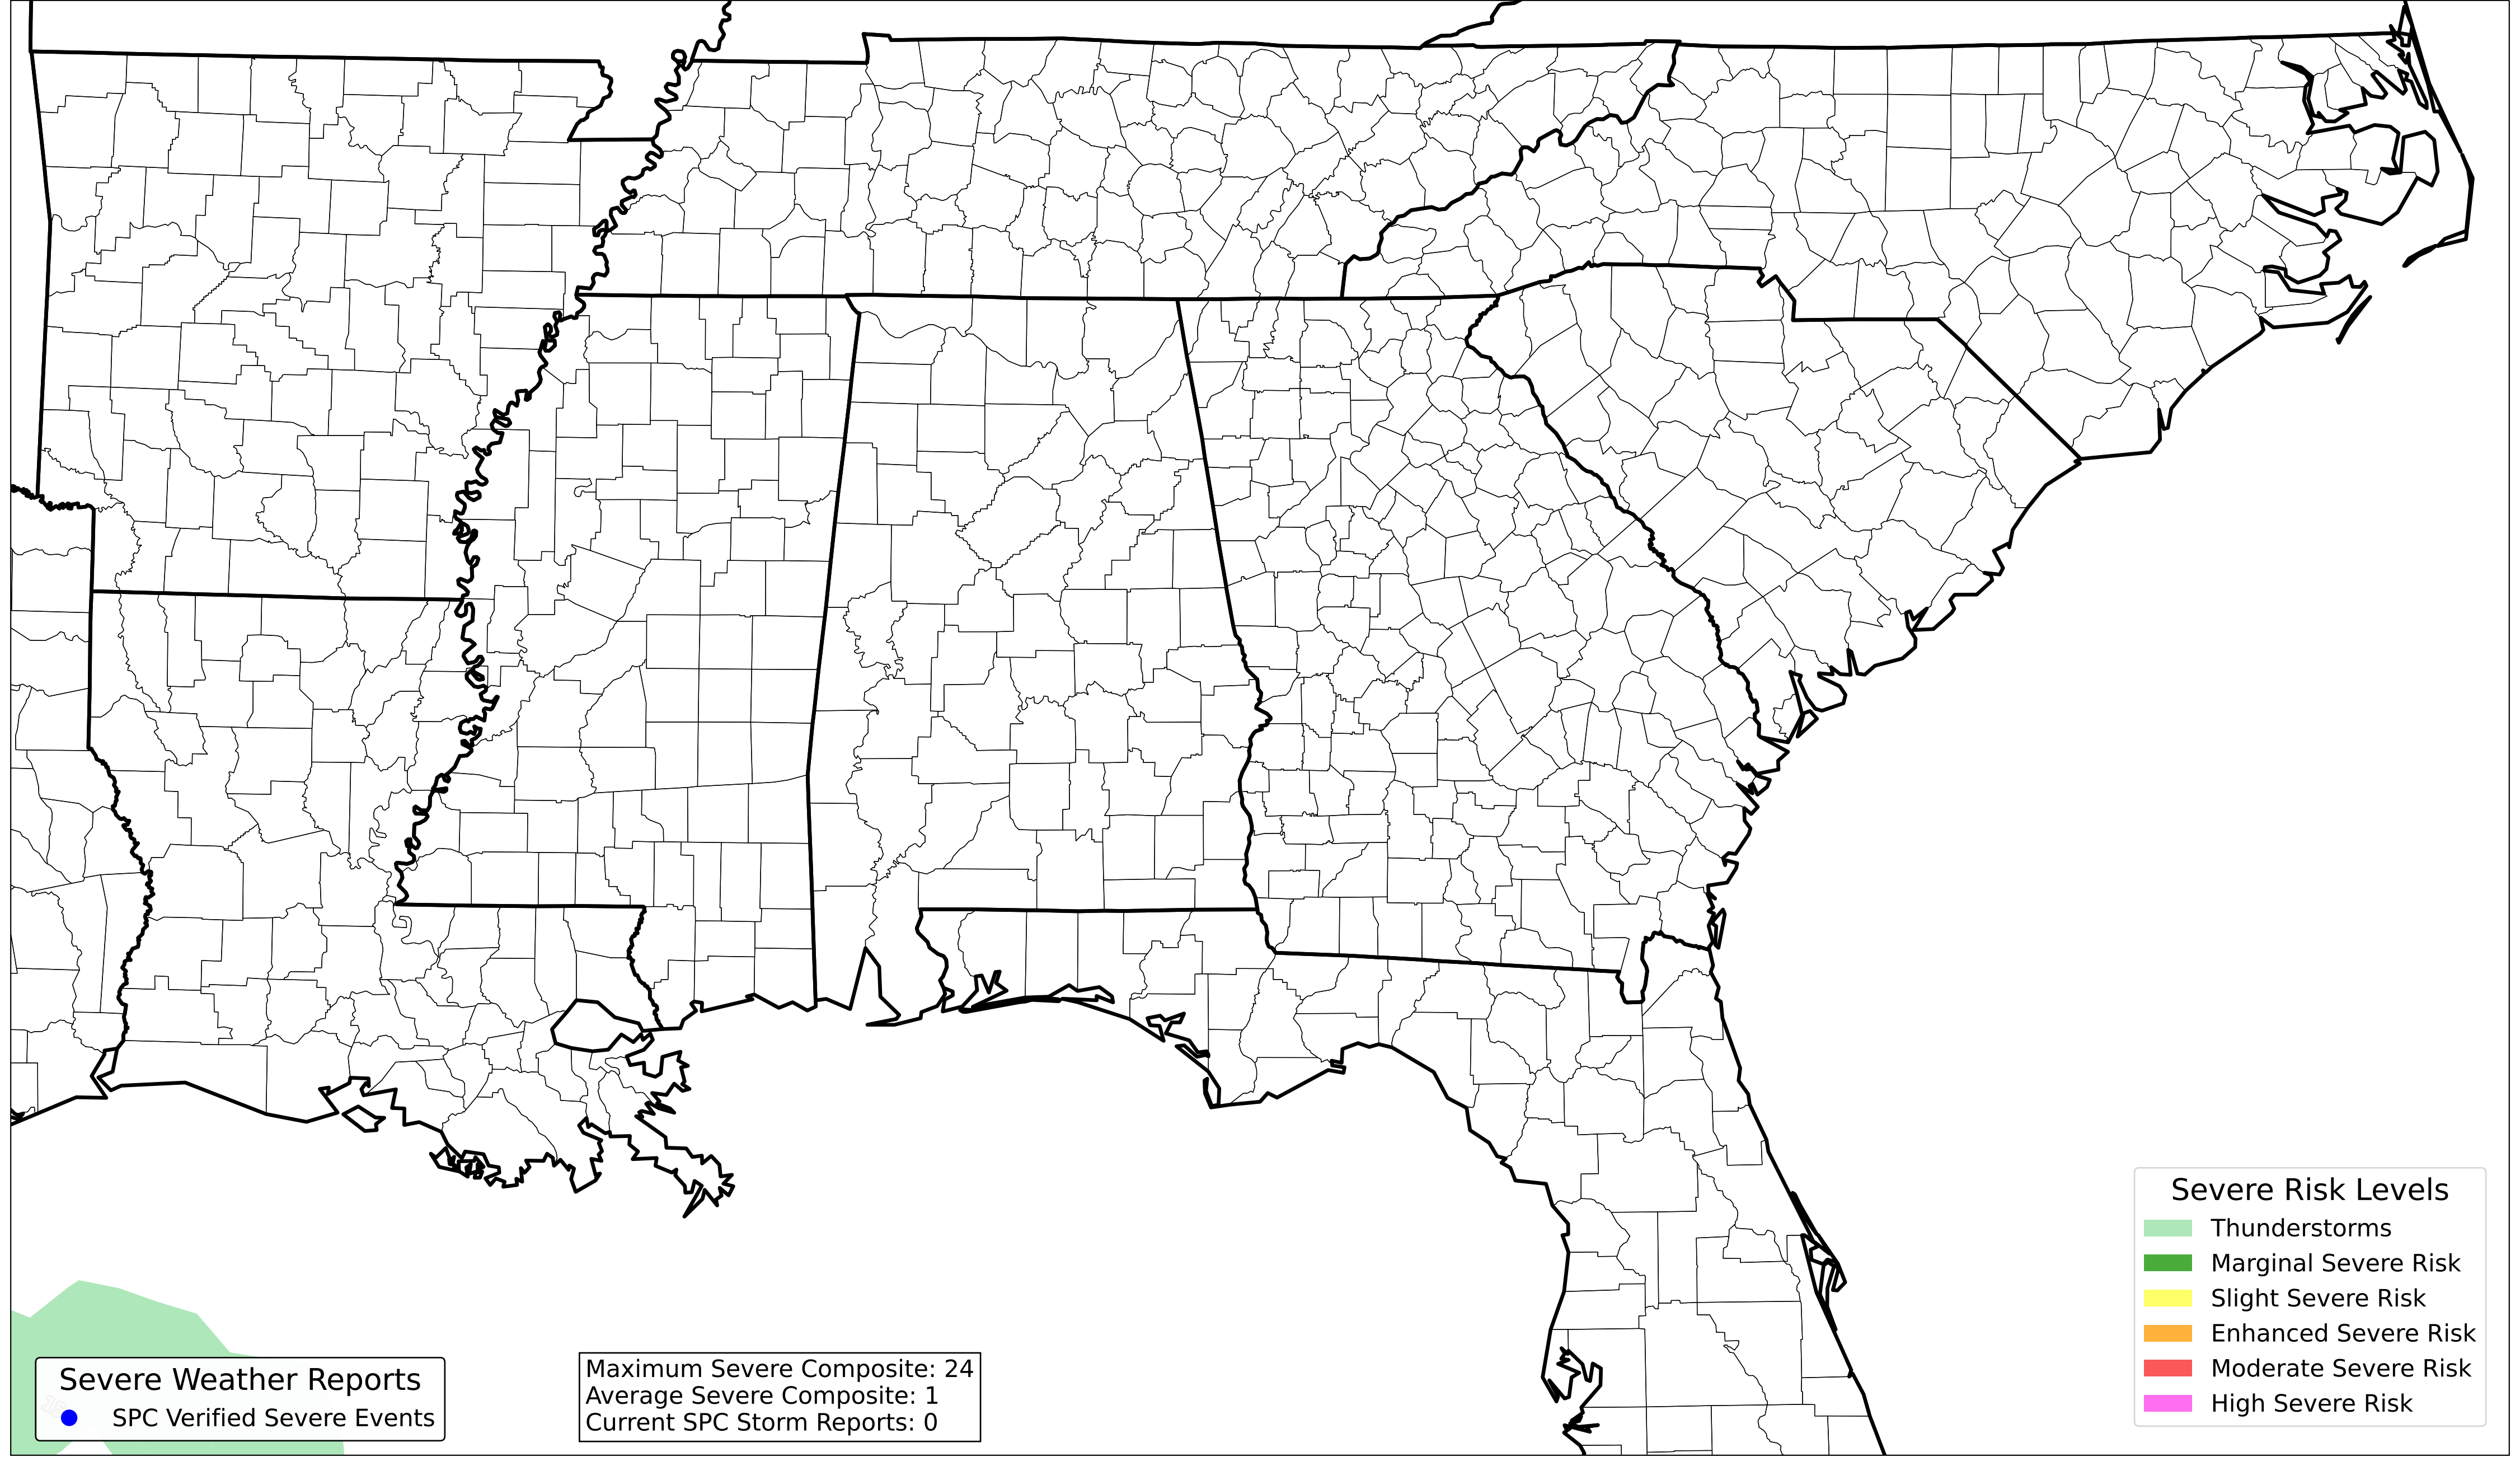 Severe Weather Reports
SPC Verified Severe Events
Maximum Severe Composite: 24
Average Severe Composite: 1
Current SPC Storm Reports: 0
Severe Risk Levels
Thunderstorms
Marginal Severe Risk
Slight Severe Risk
Enhanced Severe Risk
Moderate Severe Risk
High Severe Risk